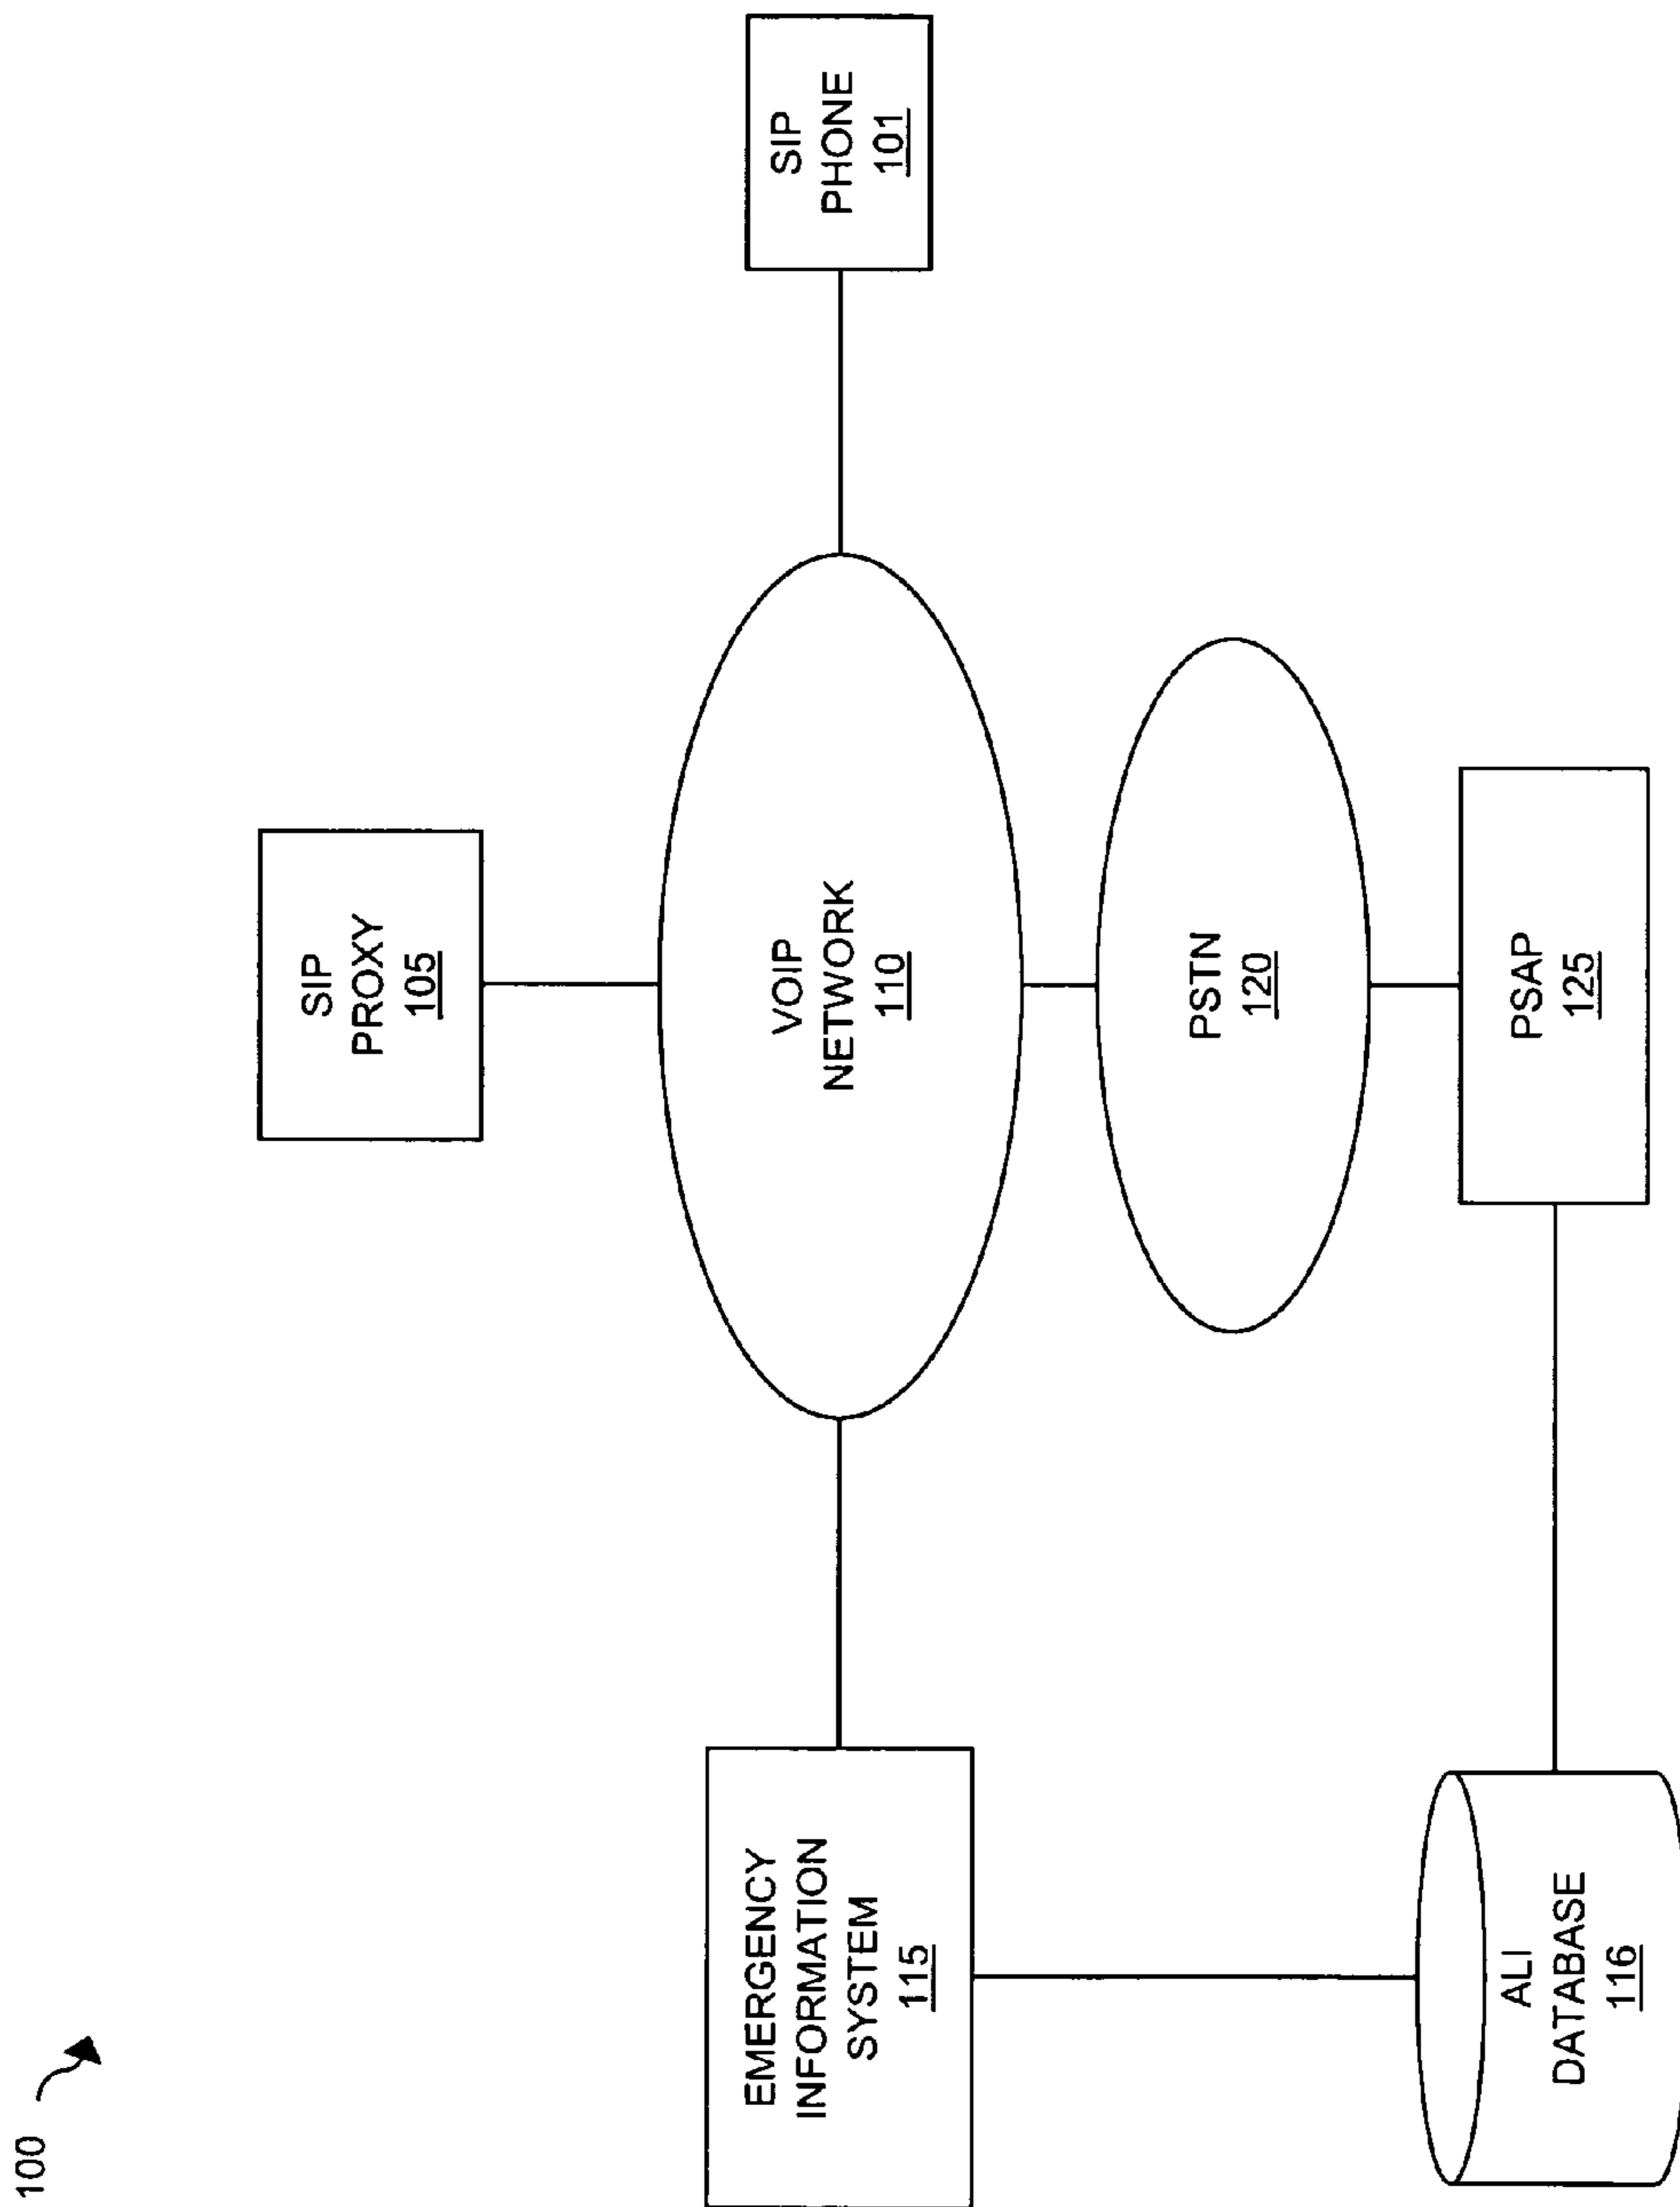 100
SIP
PROXY
105
EMERGENCY
INFORMATION
SYSTEM
115
VOIP
NETWORK
110
SIP
PHONE
101
PSTN
120
ALI
DATABASE
116
PSAP
125